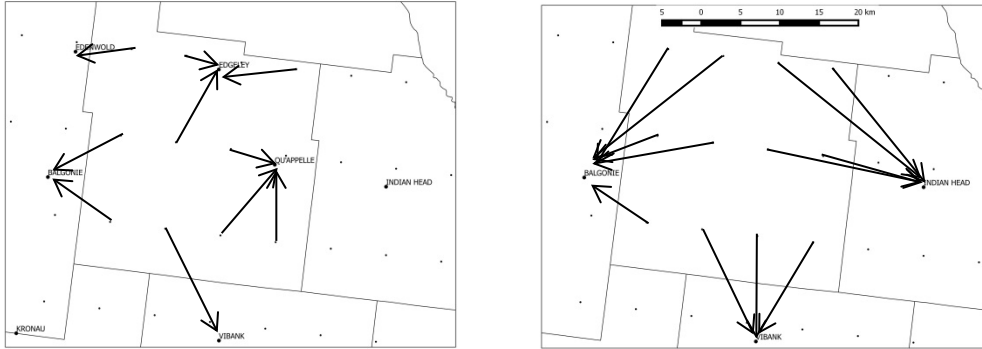 EDENWOLD
EDGELEY
QU'APPELLE
BALGONIE
INDIAN HEAD
KRONAU
VIBANK
5 0 5 10 15 20 km
BALGONIE
INDIAN HEAD
VIBANK